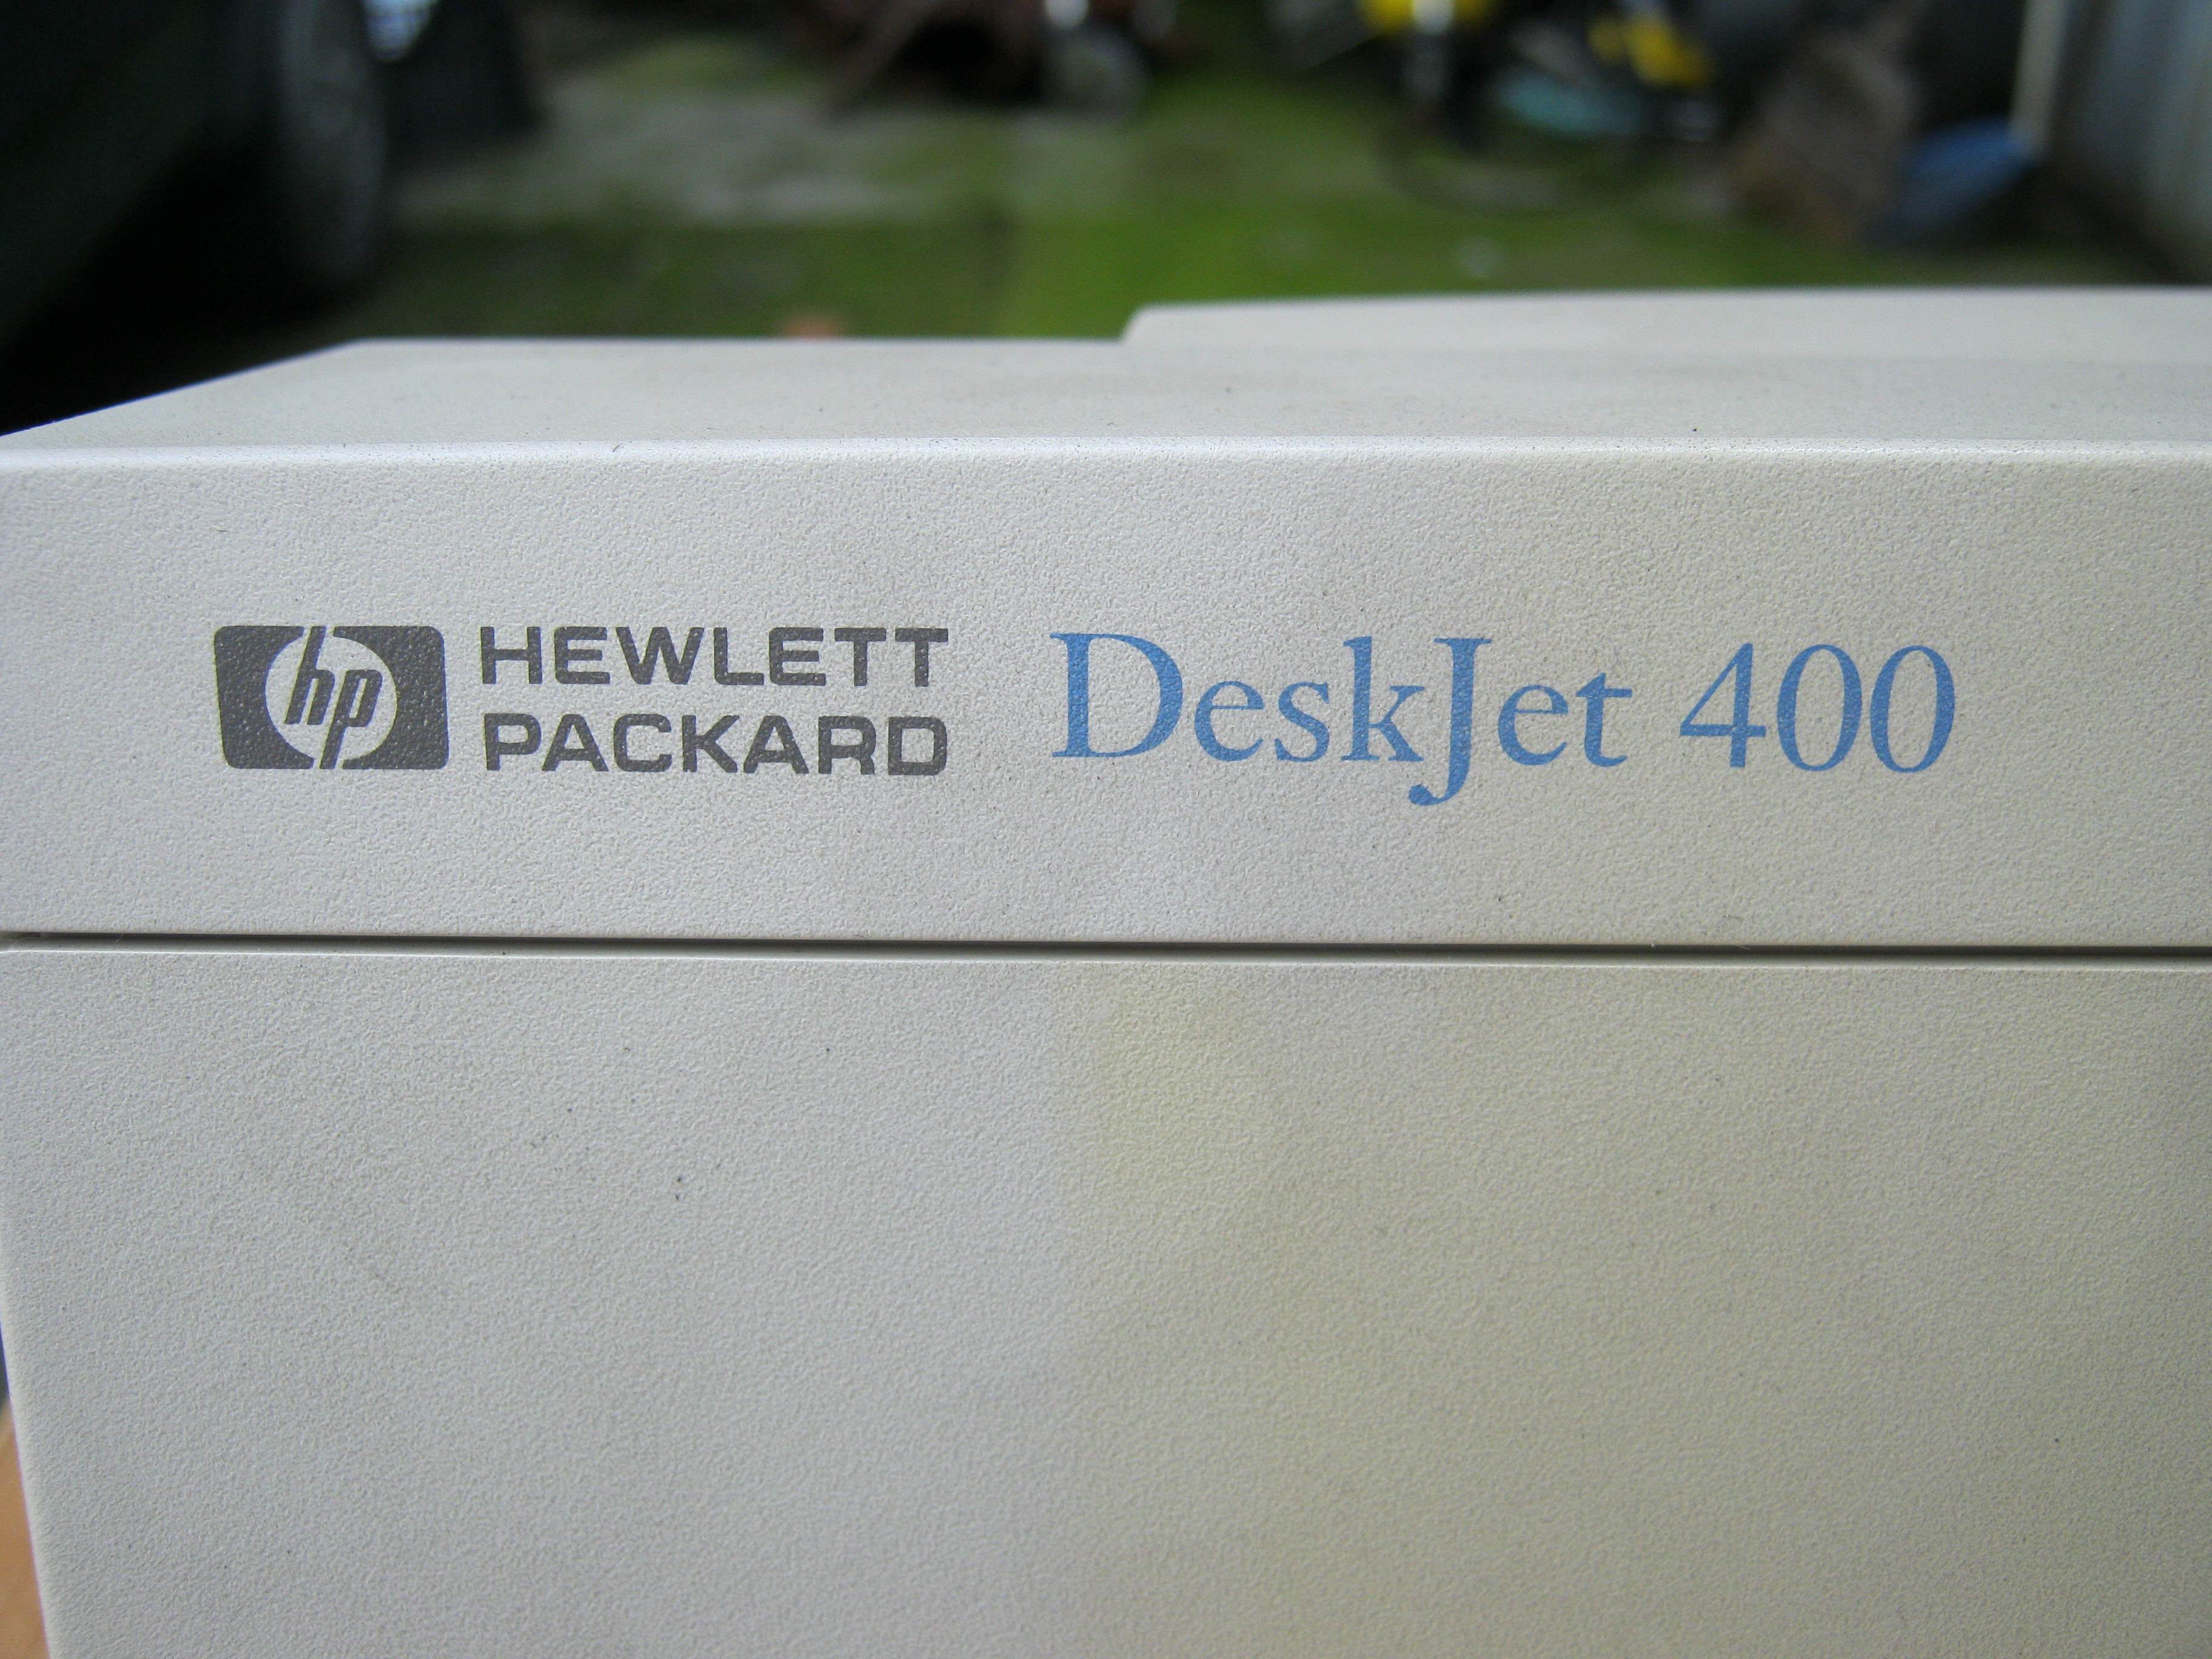 hp HEWLETT
PACKARD
DeskJet 400